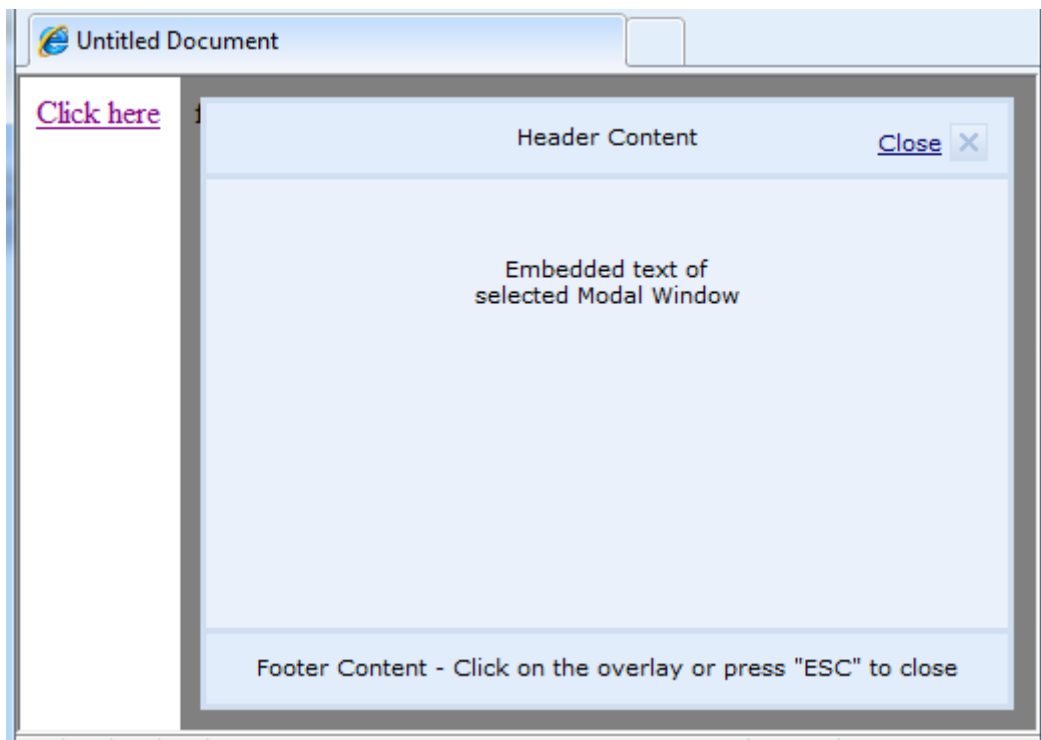 Untitled Document
Click here
Header Content
Close
Embedded text of
selected Modal Window
Footer Content - Click on the overlay or press "ESC" to close